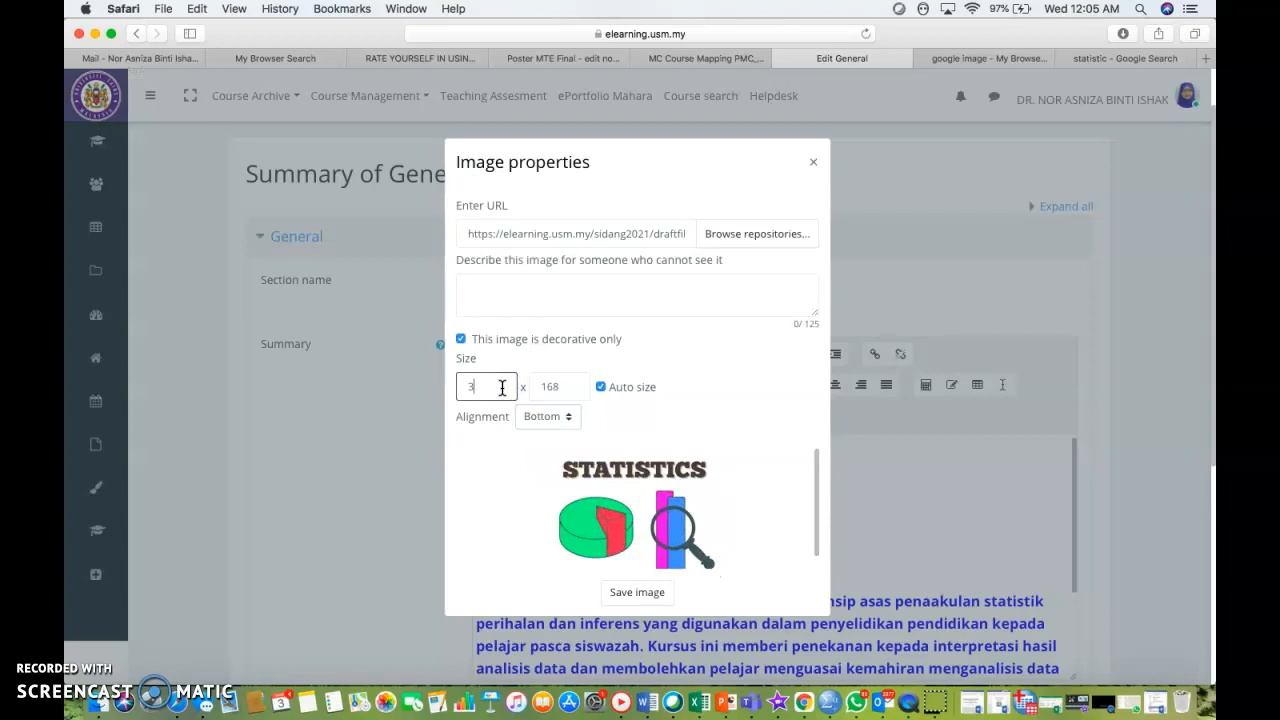 Safari File Edit View History Bookmarks Window Help 97% Wed 12:05 AM
elearning.usm.my
Mail - Nor Asniza Binti Isha... My Browser Search RATE YOURSELF IN USIN... Poster MTE Final - edit no... MC Course Mapping PMC,... Edit General google image - My Browse... statistic - Google Search
Course Archive Course Management Teaching Assesment ePortfolio Mahara Course search Helpdesk DR. NOR ASNIZA BINTI ISHAK
Image properties ×
Summary of Gene
Enter URL
Expand all
https://elearning.usm.my/sidang2021/draftfil Browse repositories...
General
Describe this image for someone who cannot see it
Section name
0/ 125
This image is decorative only
Summary
Size
3 x 168 Auto size
Alignment Bottom
STATISTICS
Save image
nsip asas penaakulan statistik
perihalan dan inferens yang digunakan dalam penyelidikan pendidikan kepada
pelajar pasca siswazah. Kursus ini memberi penekanan kepada interpretasi hasil
analisis data dan membolehkan pelajar menguasai kemahiran menganalisis data
RECORDED WITH
SCREENCAST MATIC